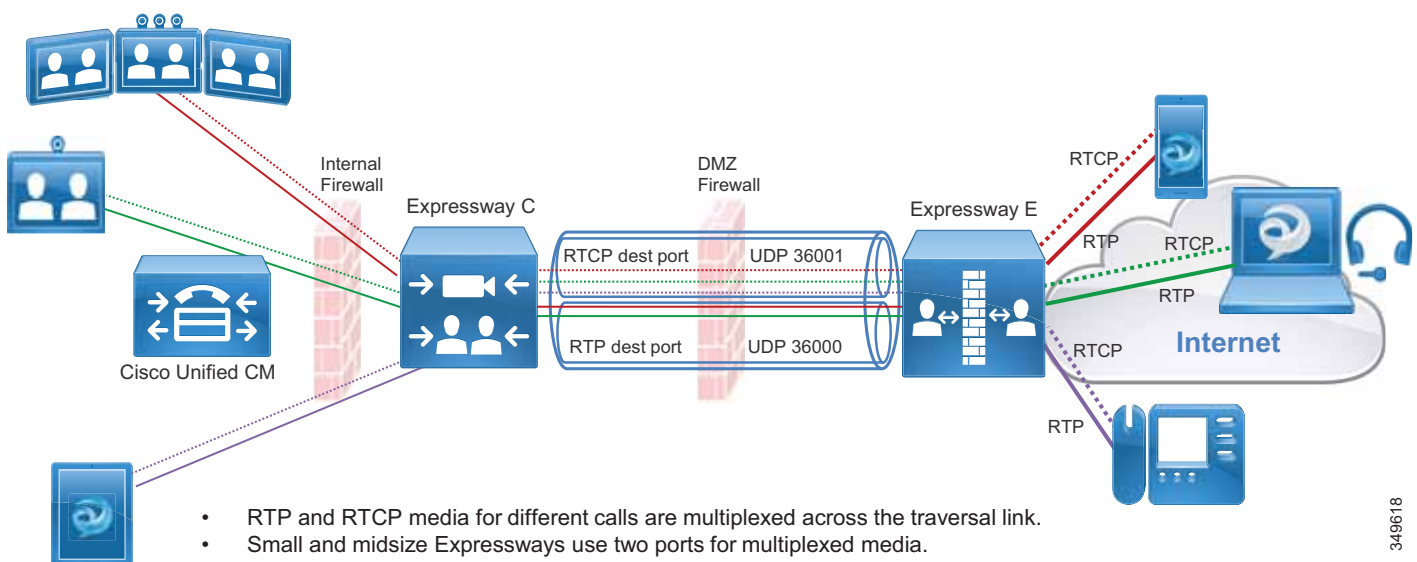 Internal
Firewall
DMZ
Firewall
Expressway C
Expressway E
RTCP
RTP
RTCP
RTP
RTCP dest port
UDP 36001
RTP dest port
UDP 36000
Internet
RTCP
RTP
Cisco Unified CM
• RTP and RTCP media for different calls are multiplexed across the traversal link.
• Small and midsize Expressways use two ports for multiplexed media.
349618